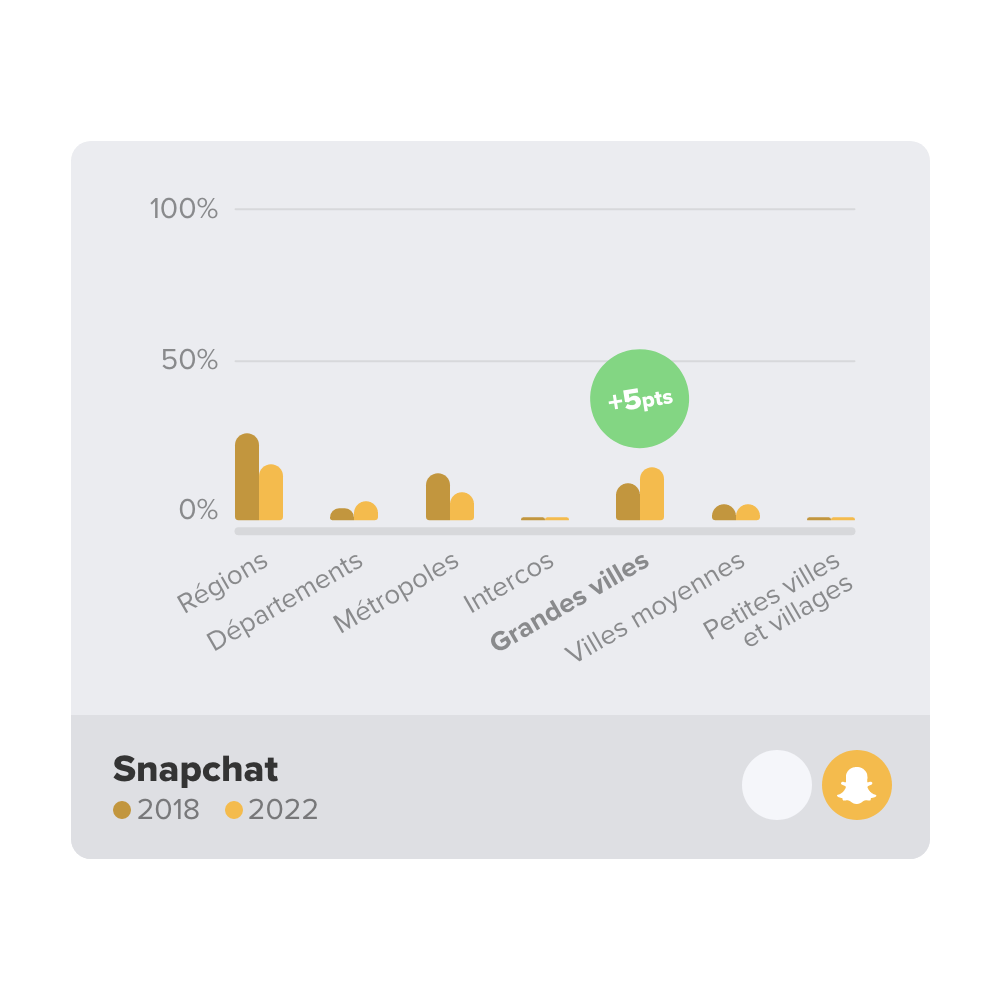 100%
50%
+5pts
0%
Régions
Départements
Métropoles
Intercos
Grandes villes
Villes moyennes
Petites villes
et villages
Snapchat
2018
2022